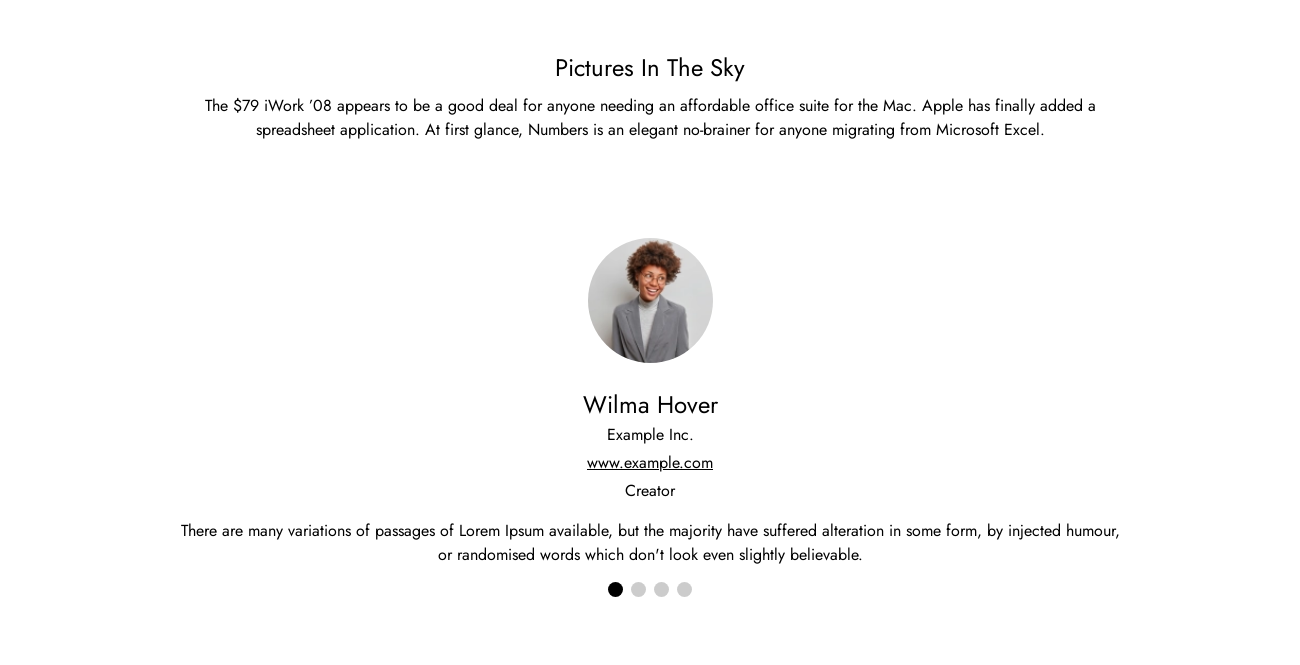 Pictures In The Sky
The $79 iWork ’08 appears to be a good deal for anyone needing an affordable office suite for the Mac. Apple has finally added a
spreadsheet application. At first glance, Numbers is an elegant no-brainer for anyone migrating from Microsoft Excel.
Wilma Hover
Example Inc.
www.example.com
Creator
There are many variations of passages of Lorem Ipsum available, but the majority have suffered alteration in some form, by injected humour,
or randomised words which don't look even slightly believable.